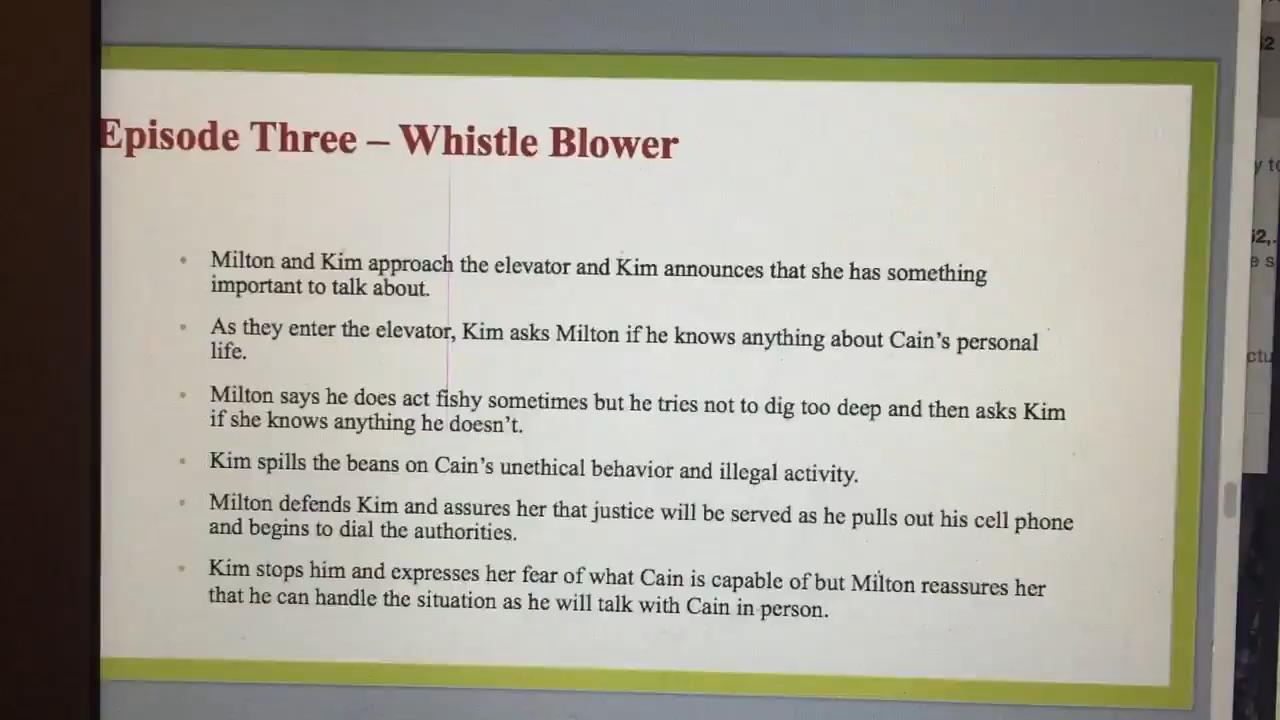 Episode Three – Whistle Blower
• Milton and Kim approach the elevator and Kim announces that she has something
important to talk about.
• As they enter the elevator, Kim asks Milton if he knows anything about Cain’s personal
life.
• Milton says he does act fishy sometimes but he tries not to dig too deep and then asks Kim
if she knows anything he doesn’t.
• Kim spills the beans on Cain’s unethical behavior and illegal activity.
• Milton defends Kim and assures her that justice will be served as he pulls out his cell phone
and begins to dial the authorities.
• Kim stops him and expresses her fear of what Cain is capable of but Milton reassures her
that he can handle the situation as he will talk with Cain in person.